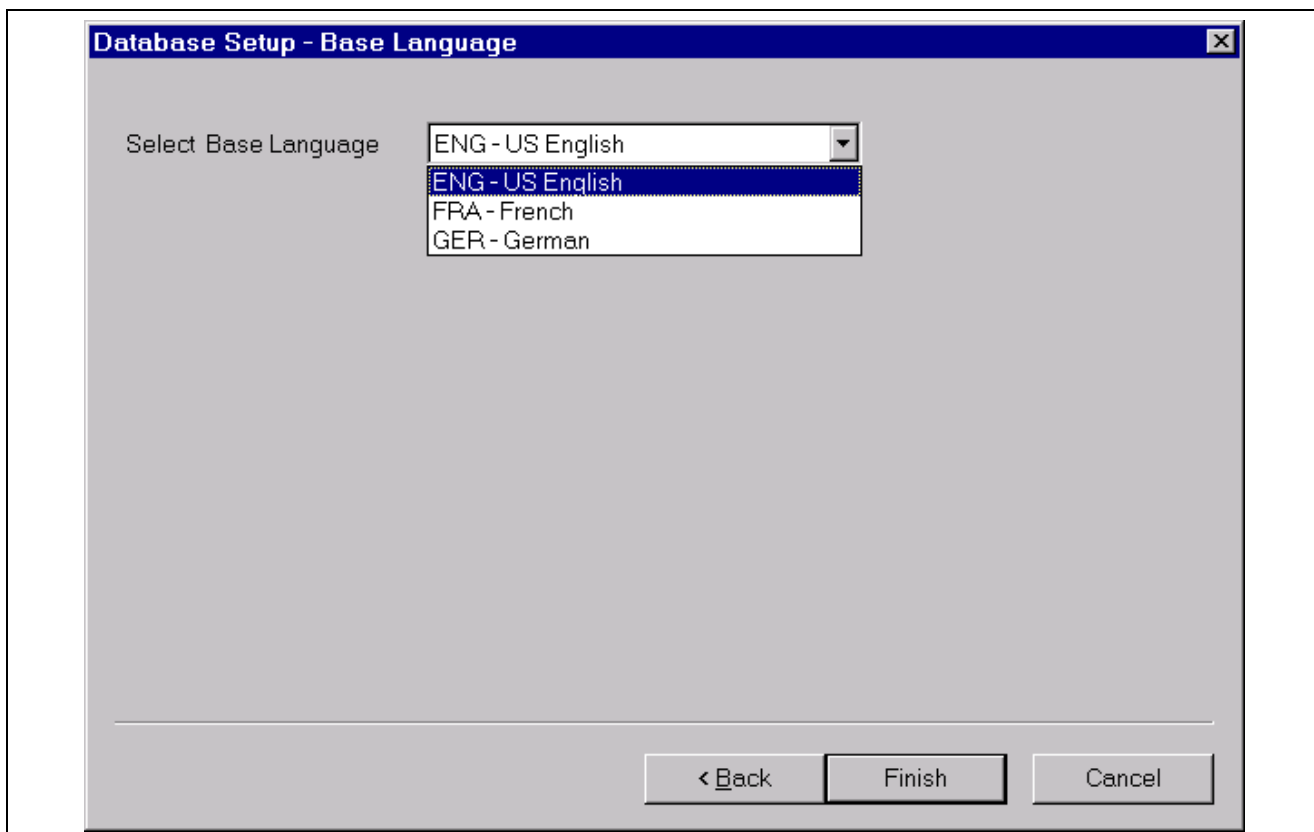 Database Setup - Base Language
Select Base Language
ENG - US English
ENG - US English
FRA - French
GER - German
< Back
Finish
Cancel